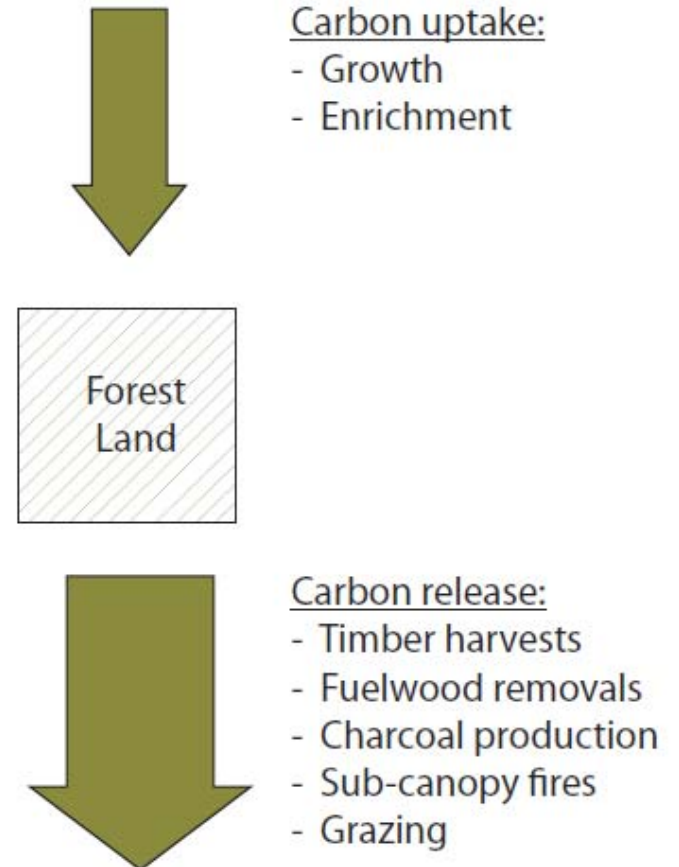 Carbon uptake:
- Growth
- Enrichment
Forest
Land
Carbon release:
- Timber harvests
- Fuelwood removals
- Charcoal production
- Sub-canopy fires
- Grazing